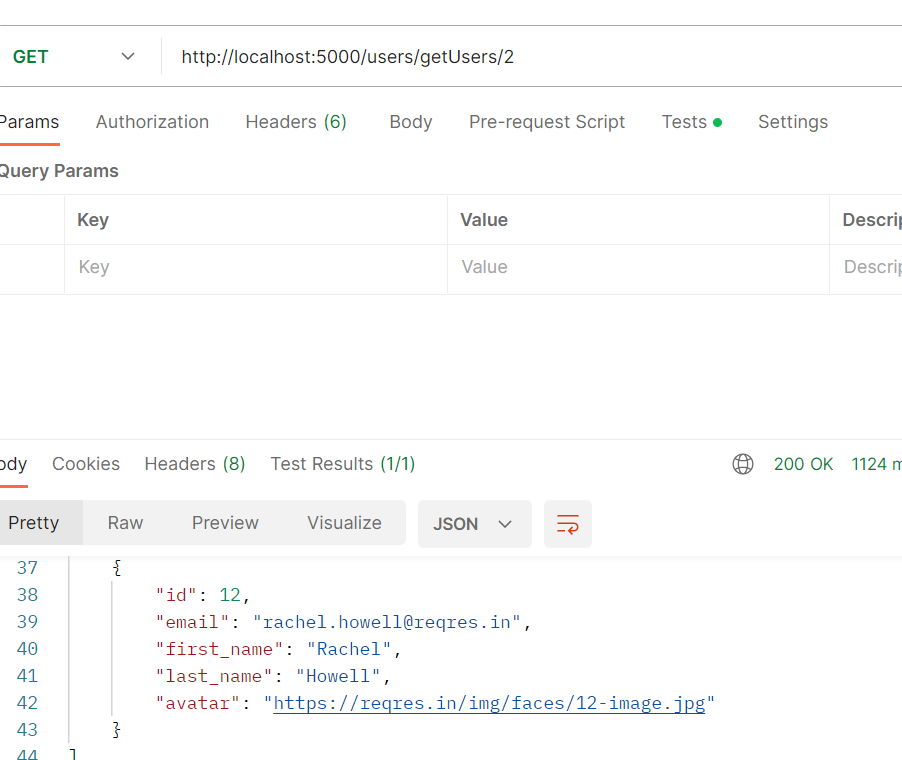 GET http://localhost:5000/users/getUsers/2
Params Authorization Headers (6) Body Pre-request Script Tests Settings
Query Params
Key Value Descrip
Key Value Descrip
ody Cookies Headers (8) Test Results (1/1) 200 OK 1124 m
Pretty Raw Preview Visualize JSON
37 {
38 "id": 12,
39 "email": "rachel.howell@reqres.in",
40 "first_name": "Rachel",
41 "last_name": "Howell",
42 "avatar": "https://reqres.in/img/faces/12-image.jpg"
43 }
44 ]